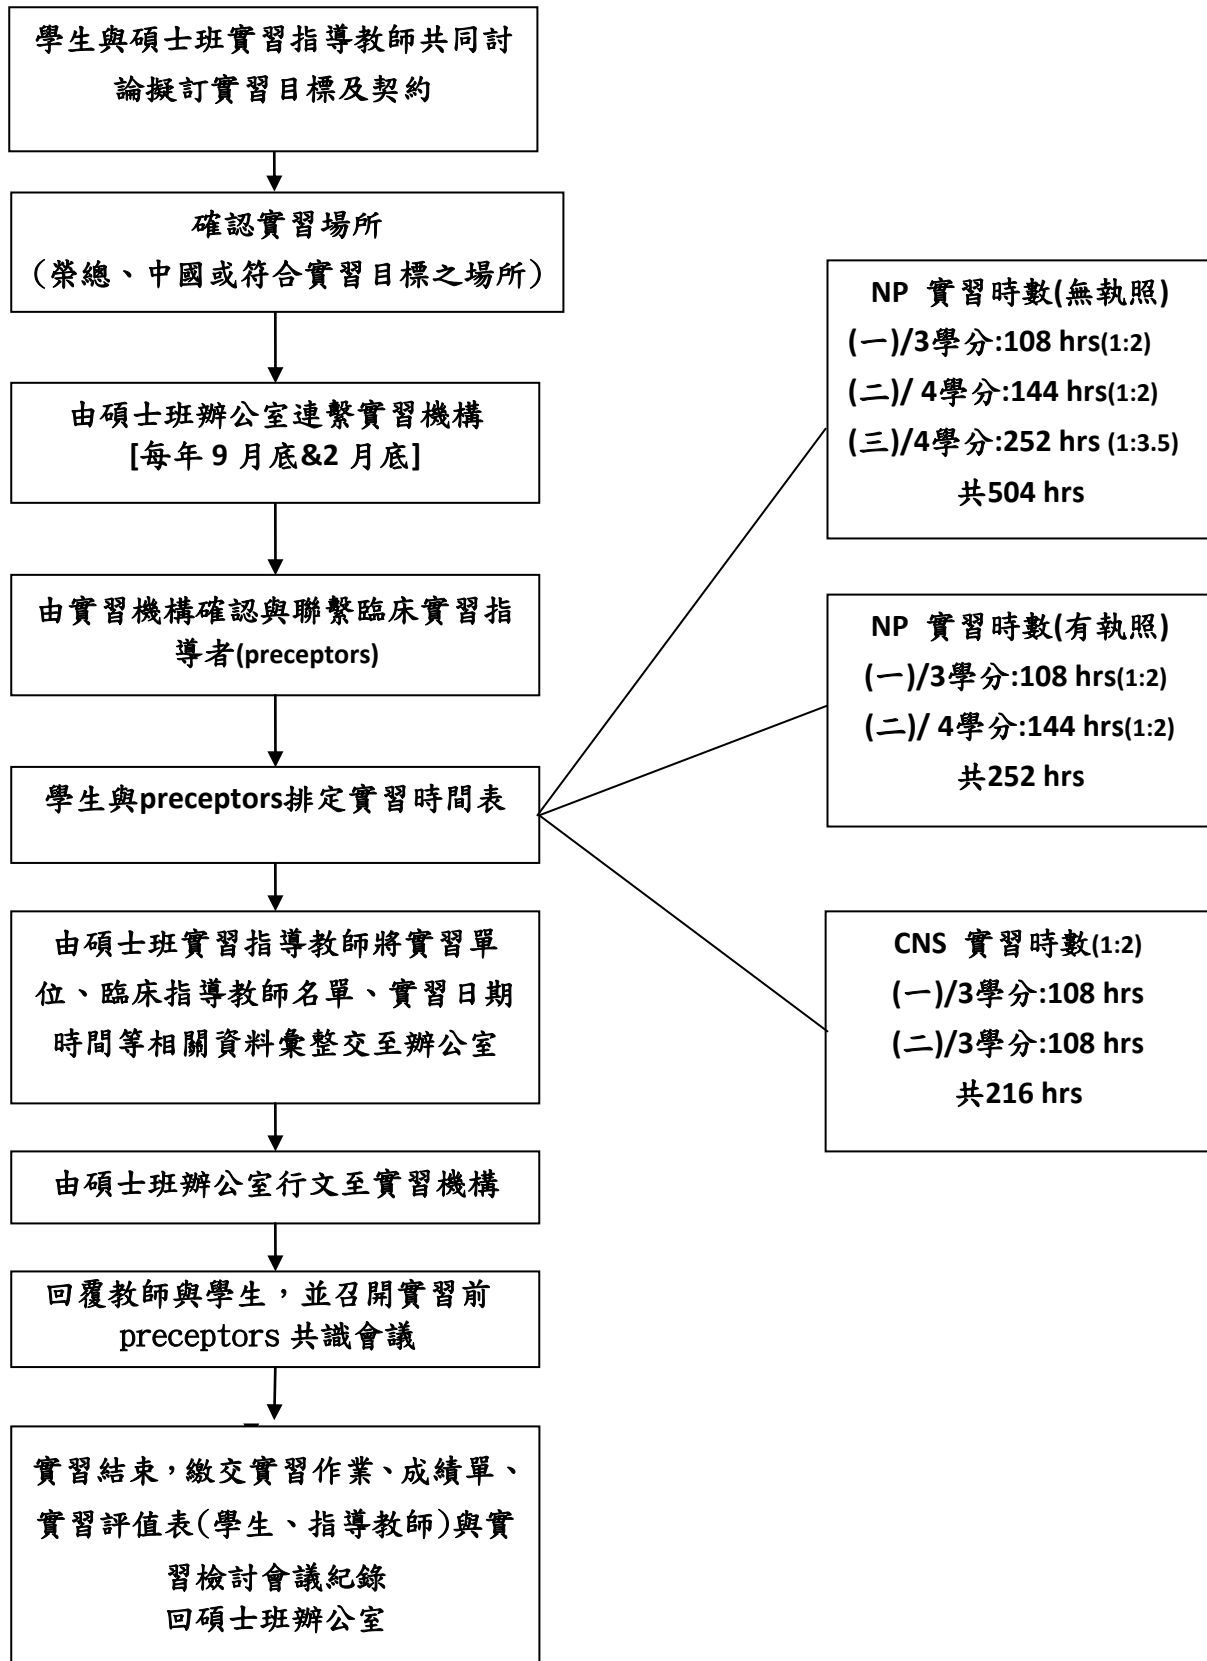 學生與碩士班實習指導教師共同討
論擬訂實習目標及契約
確認實習場所
(榮總、中國或符合實習目標之場所)
由碩士班辦公室連繫實習機構
[每年 9 月底&2 月底]
由實習機構確認與聯繫臨床實習指
導者(preceptors)
學生與preceptors排定實習時間表
由碩士班實習指導教師將實習單
位、臨床指導教師名單、實習日期
時間等相關資料彙整交至辦公室
由碩士班辦公室行文至實習機構
回覆教師與學生，並召開實習前
preceptors 共識會議
實習結束，繳交實習作業、成績單、
實習評值表(學生、指導教師)與實
習檢討會議紀錄
回碩士班辦公室
NP 實習時數(無執照)
(一)/3學分:108 hrs(1:2)
(二)/ 4學分:144 hrs(1:2)
(三)/4學分:252 hrs (1:3.5)
共504 hrs
NP 實習時數(有執照)
(一)/3學分:108 hrs(1:2)
(二)/ 4學分:144 hrs(1:2)
共252 hrs
CNS 實習時數(1:2)
(一)/3學分:108 hrs
(二)/3學分:108 hrs
共216 hrs